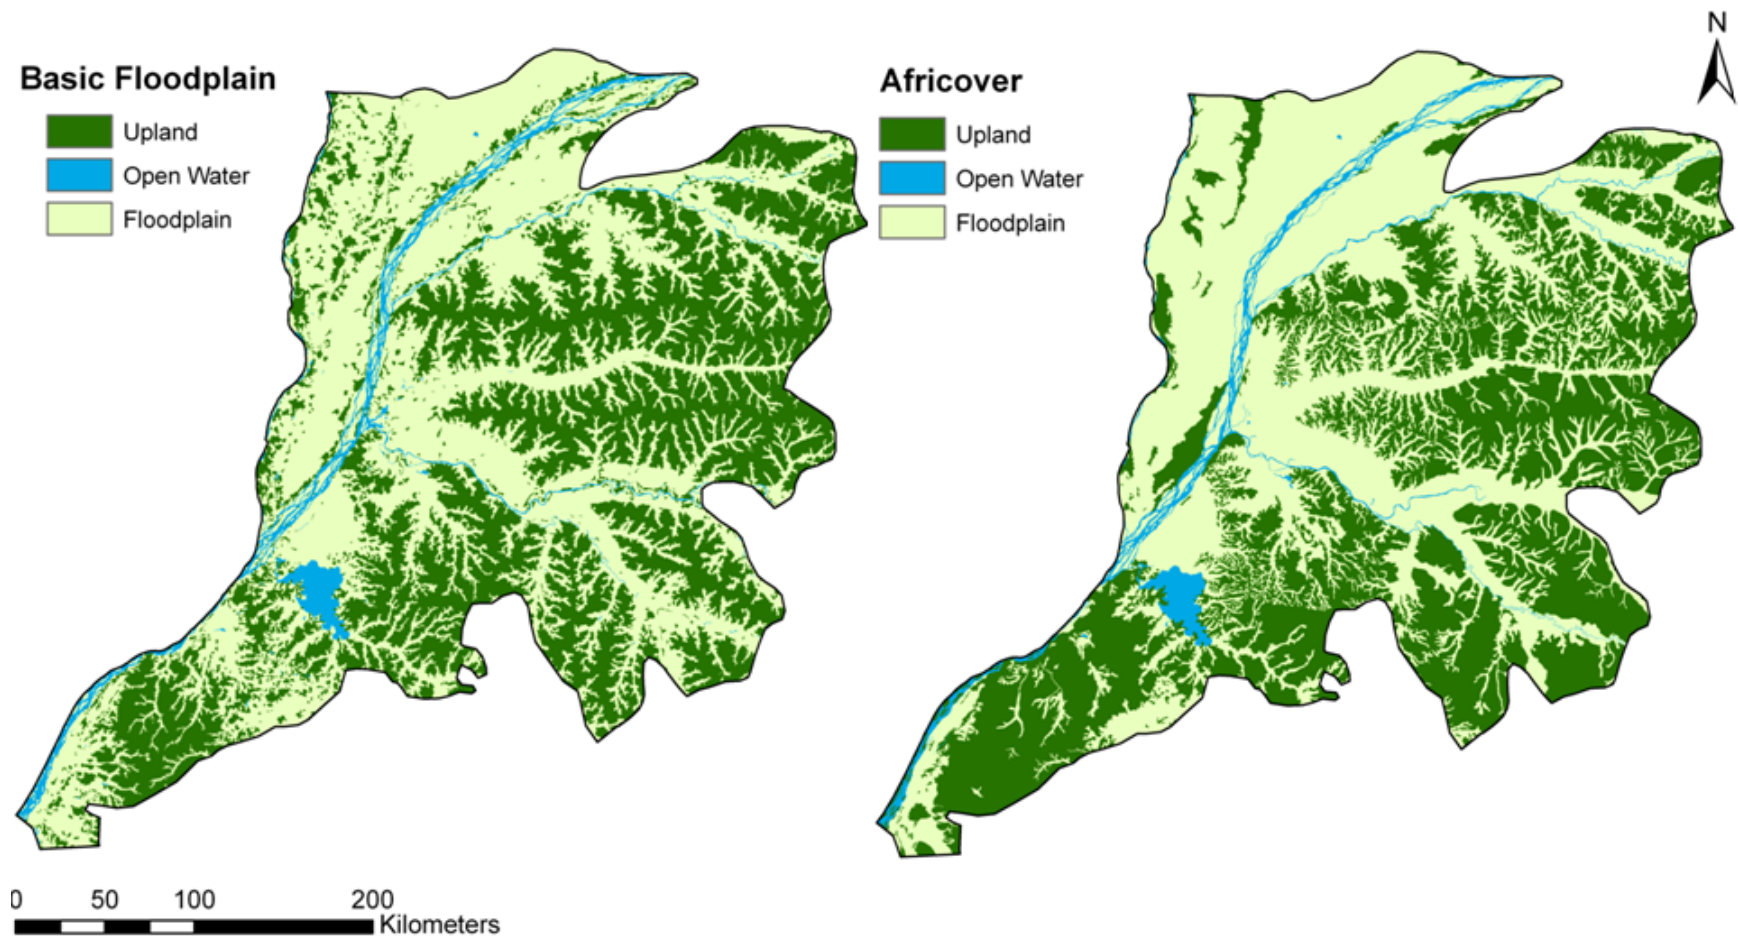 Basic Floodplain
Upland
Open Water
Floodplain
Africover
Upland
Open Water
Floodplain
N
0 50 100 200
Kilometers